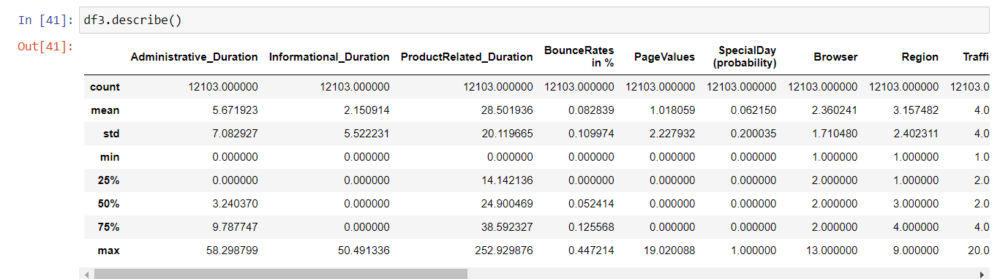 In [41]: df3.describe()
Out[41]:
Administrative_Duration Informational_Duration ProductRelated_Duration BounceRates in % PageValues SpecialDay (probability) Browser Region Traffi
count 12103.000000 12103.000000 12103.000000 12103.000000 12103.000000 12103.000000 12103.000000 12103.000000 12103.0
mean 5.671923 2.150914 28.501936 0.082839 1.018059 0.062150 2.360241 3.157482 4.0
std 7.082927 5.522231 20.119665 0.109974 2.227932 0.200035 1.710480 2.402311 4.0
min 0.000000 0.000000 0.000000 0.000000 0.000000 0.000000 1.000000 1.000000 1.0
25% 0.000000 0.000000 14.142136 0.000000 0.000000 0.000000 2.000000 1.000000 2.0
50% 3.240370 0.000000 24.900469 0.052414 0.000000 0.000000 2.000000 3.000000 2.0
75% 9.787747 0.000000 38.592327 0.125568 0.000000 0.000000 2.000000 4.000000 4.0
max 58.298799 50.491336 252.929876 0.447214 19.020088 1.000000 13.000000 9.000000 20.0